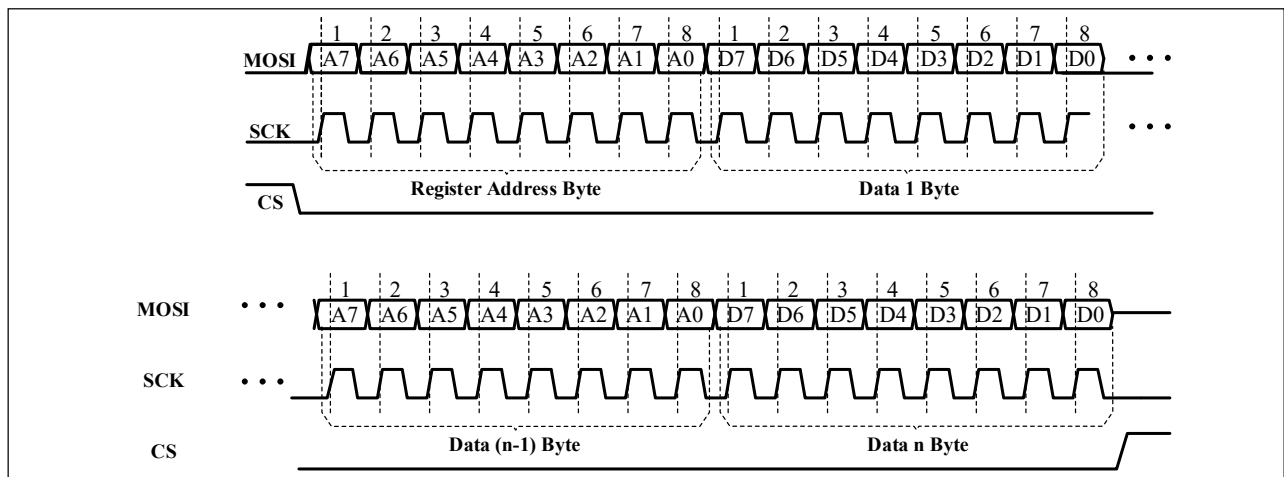 1 2 3 4 5 6 7 8 1 2 3 4 5 6 7 8
MOSI A7 A6 A5 A4 A3 A2 A1 A0 D7 D6 D5 D4 D3 D2 D1 D0 • • •
SCK • • •
Register Address Byte Data 1 Byte
CS
1 2 3 4 5 6 7 8 1 2 3 4 5 6 7 8
MOSI • • • A7 A6 A5 A4 A3 A2 A1 A0 D7 D6 D5 D4 D3 D2 D1 D0
SCK • • •
Data (n-1) Byte Data n Byte
CS